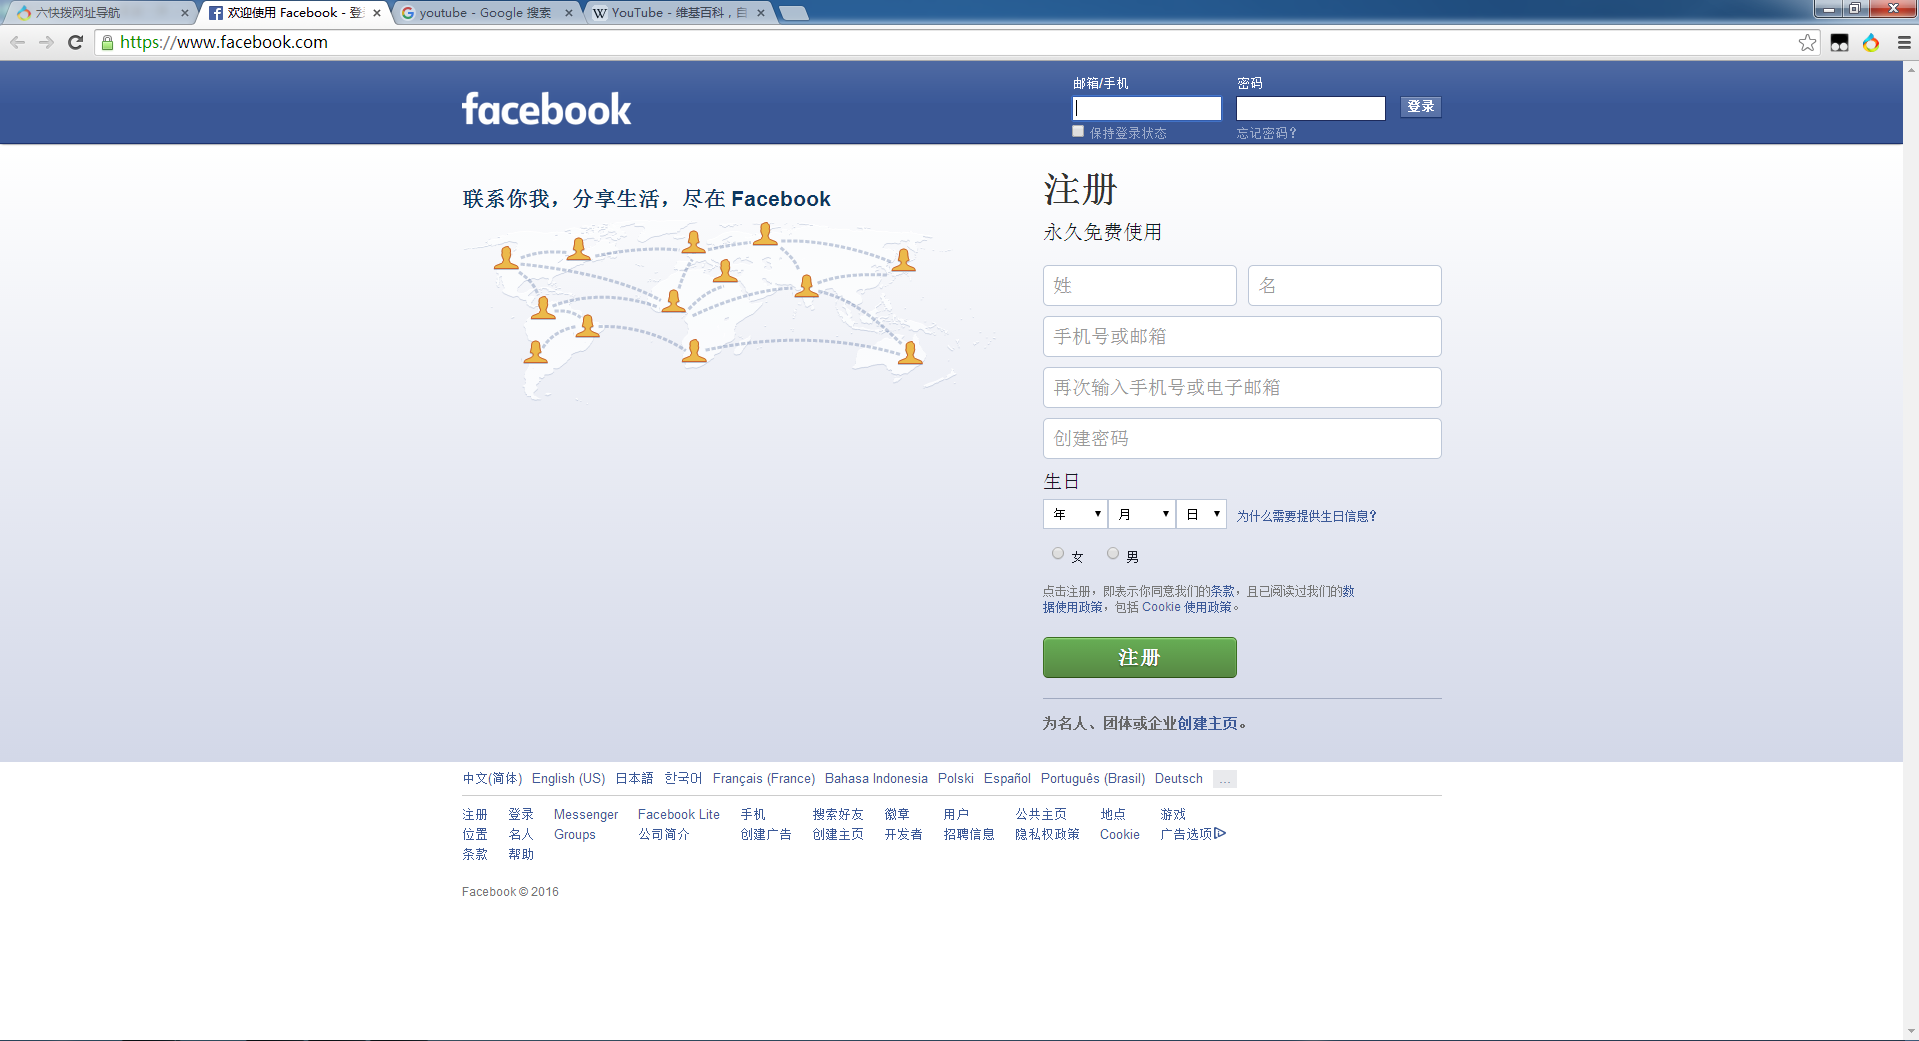 六快拨网址导航
欢迎使用 Facebook - 登
youtube - Google 搜索
YouTube - 维基百科，自
https://www.facebook.com
facebook
邮箱/手机
密码
登录
保持登录状态
忘记密码？
联系你我，分享生活，尽在 Facebook
注册
永久免费使用
姓
名
手机号或邮箱
再次输入手机号或电子邮箱
创建密码
生日
年 月 日 为什么需要提供生日信息？
女 男
点击注册，即表示你同意我们的条款，且已阅读过我们的数
据使用政策，包括 Cookie 使用政策。
注册
为名人、团体或企业创建主页。
中文(简体) English (US) 日本語 한국어 Français (France) Bahasa Indonesia Polski Español Português (Brasil) Deutsch ...
注册 登录 Messenger Facebook Lite 手机 搜索好友 徽章 用户 公共主页 地点 游戏
位置 名人 Groups 公司简介 创建广告 创建主页 开发者 招聘信息 隐私权政策 Cookie 广告选项
条款 帮助
Facebook © 2016